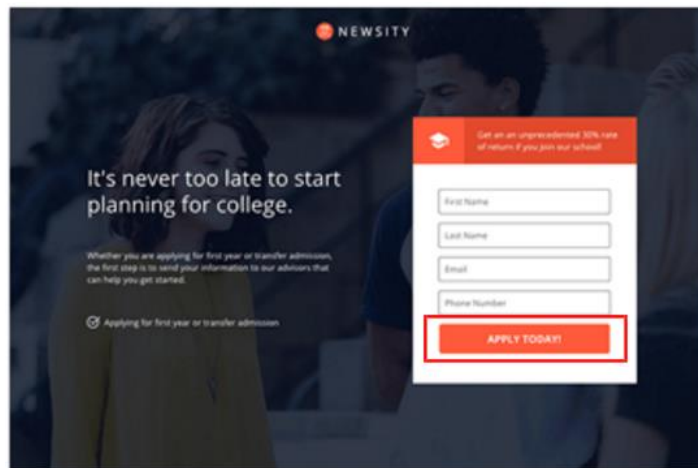 NEWSITY
It's never too late to start
planning for college.
Whether you are applying for first year or transfer admission,
the first step is to send your information to our advisors that
can help you get started.
Applying for first year or transfer admission
Get an an unprecedented 30% rate
of return if you join our school!
First Name
Last Name
Email
Phone Number
APPLY TODAY!